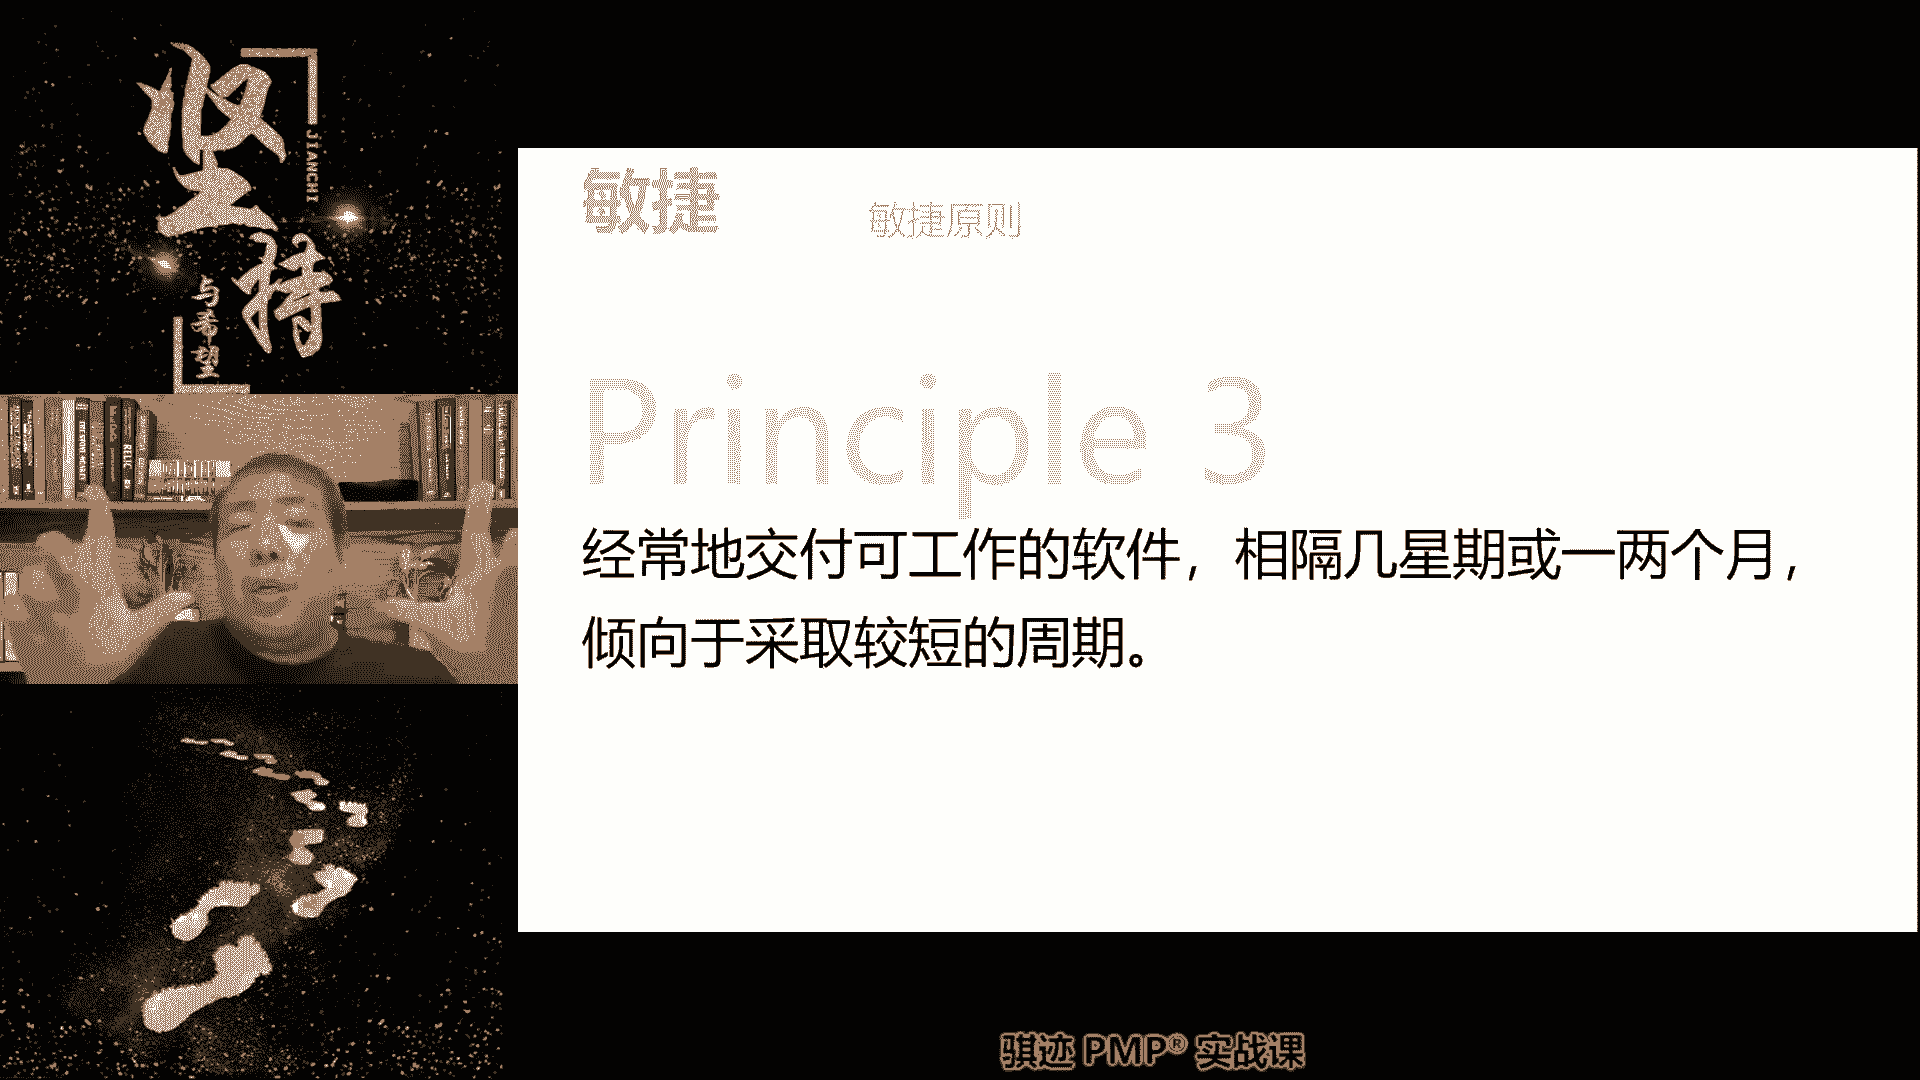 坚持
JIANCHI
与希望
敏捷
敏捷原则
Principle 3
经常地交付可工作的软件，相隔几星期或一两个月，
倾向于采取较短的周期。
骐迹 PMP® 实战课